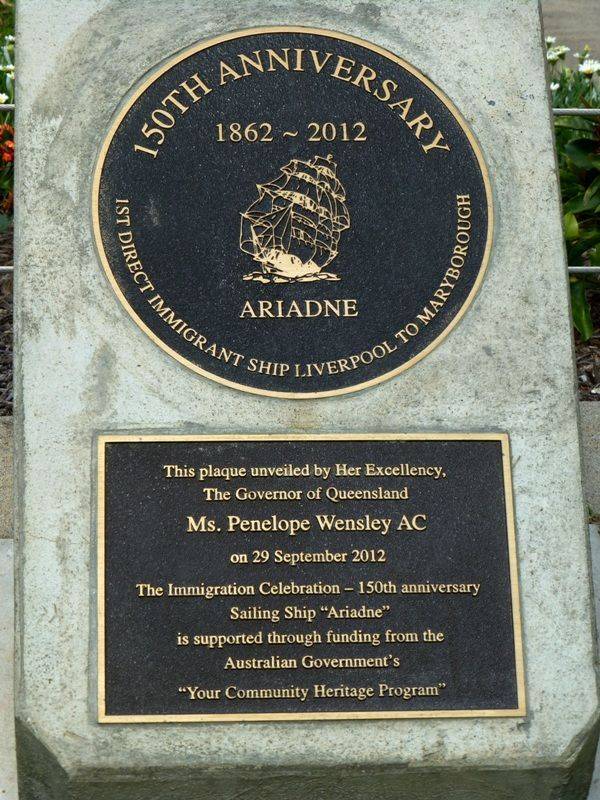 150TH ANNIVERSARY
1862 ~ 2012
ARIADNE
1ST DIRECT IMMIGRANT SHIP LIVERPOOL TO MARYBOROUGH
This plaque unveiled by Her Excellency,
The Governor of Queensland
Ms. Penelope Wensley AC
on 29 September 2012
The Immigration Celebration – 150th anniversary
Sailing Ship “Ariadne”
is supported through funding from the
Australian Government’s
“Your Community Heritage Program”